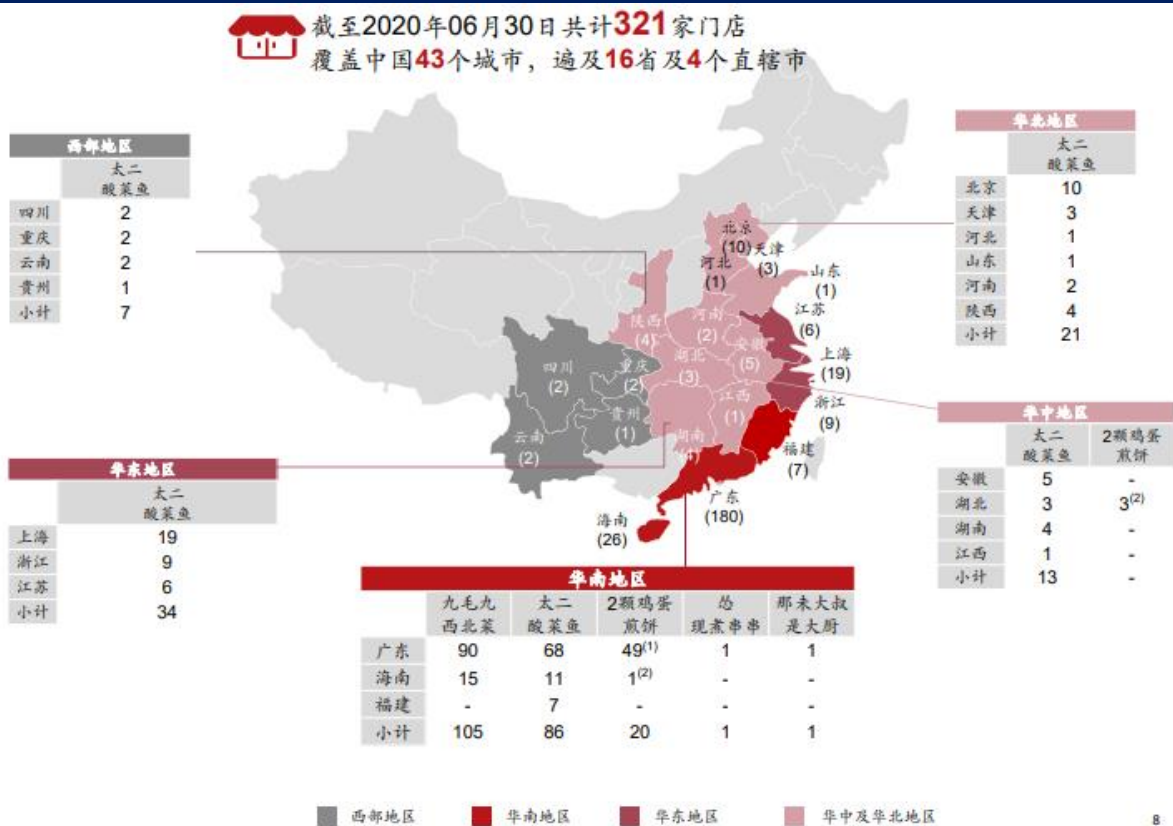 截至2020年06月30日共计321家门店
覆盖中国43个城市，遍及16省及4个直辖市
西部地区
太二
酸菜鱼
四川 2
重庆 2
云南 2
贵州 1
小计 7
华北地区
太二
酸菜鱼
北京 10
天津 3
河北 1
山东 1
河南 2
陕西 4
小计 21
北京
(10)
天津
(3)
河北
(1)
山东
(1)
江苏
(6)
陕西
(4)
河南
(2)
安徽
(5)
上海
(19)
四川
(2)
重庆
(2)
湖北
(3)
浙江
(9)
江西
(1)
贵州
(1)
云南
(2)
湖南
(4)
福建
(7)
广东
(180)
海南
(26)
华东地区
太二
酸菜鱼
上海 19
浙江 9
江苏 6
小计 34
华中地区
太二 2颗鸡蛋
酸菜鱼 煎饼
安徽 5 -
湖北 3 3(2)
湖南 4 -
江西 1 -
小计 13 -
华南地区
九毛九 太二 2颗鸡蛋 怂 那未大叔
西北菜 酸菜鱼 煎饼 现煮串串 是大厨
广东 90 68 49(1) 1 1
海南 15 11 1(2) - -
福建 - 7 - - -
小计 105 86 20 1 1
西部地区 华南地区 华东地区 华中及华北地区
8